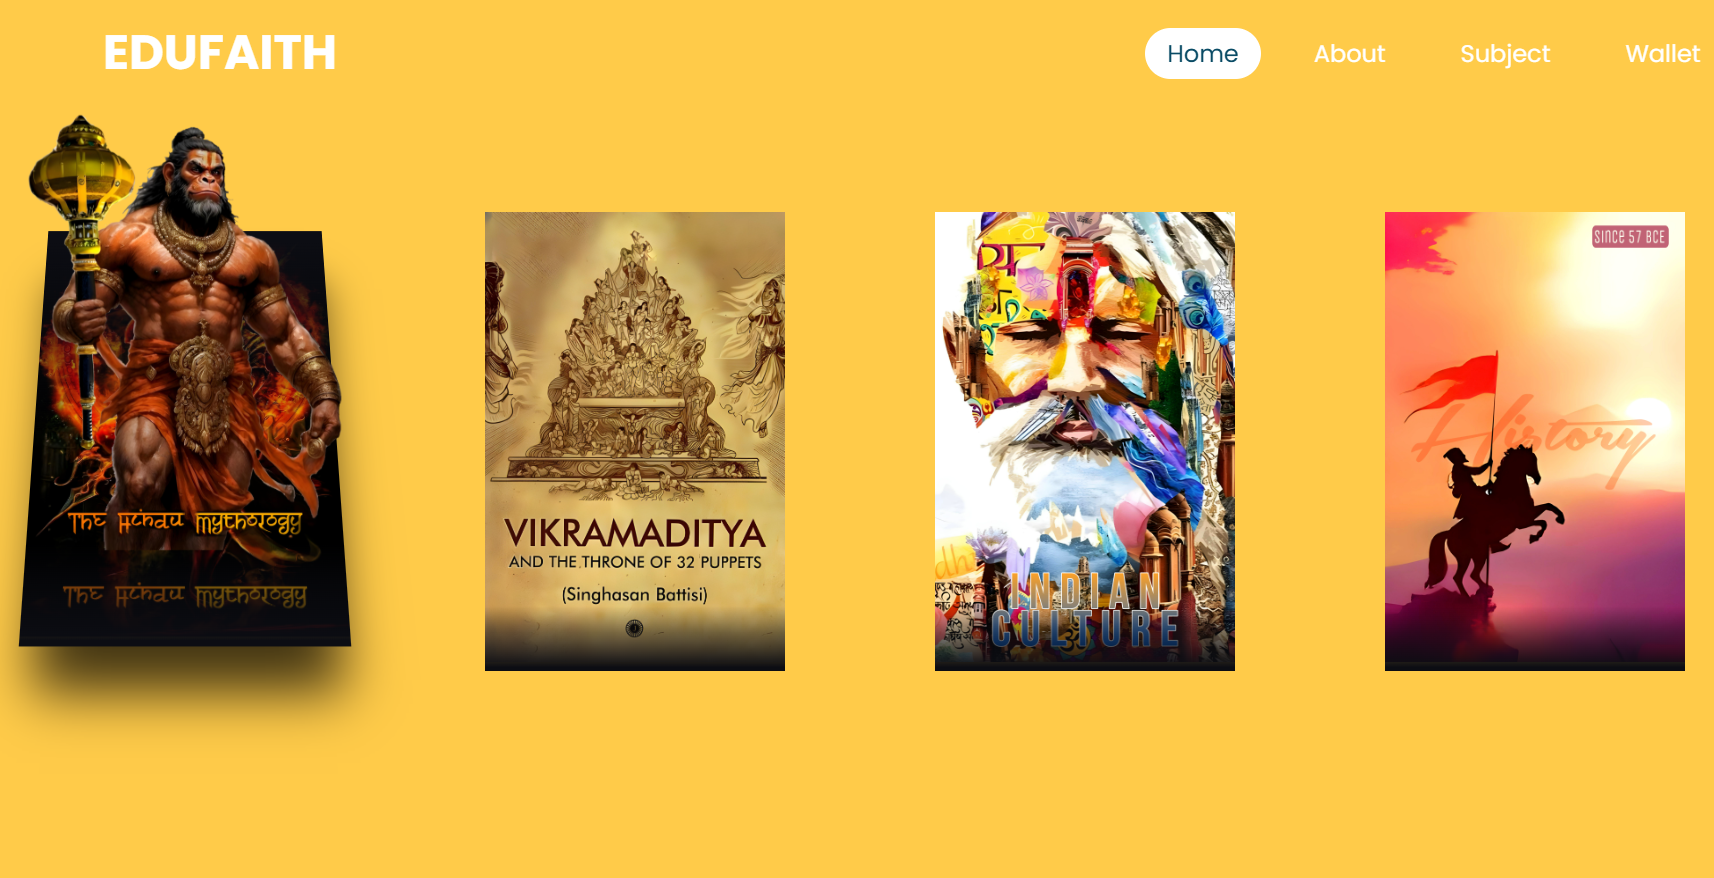 EDUFAITH
Home About Subject Wallet
The Hindu Mythology
The Hindu Mythology
VIKRAMADITYA
AND THE THRONE OF 32 PUPPETS
(Singhasan Battisi)
INDIAN
CULTURE
SINCE 57 BCE
History